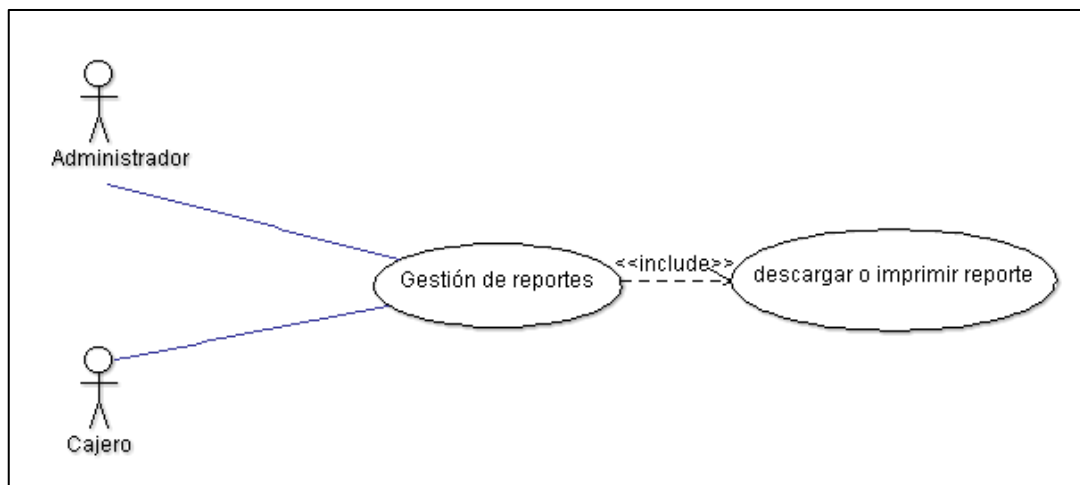 Administrador
Gestión de reportes
<<include>>
descargar o imprimir reporte
Cajero